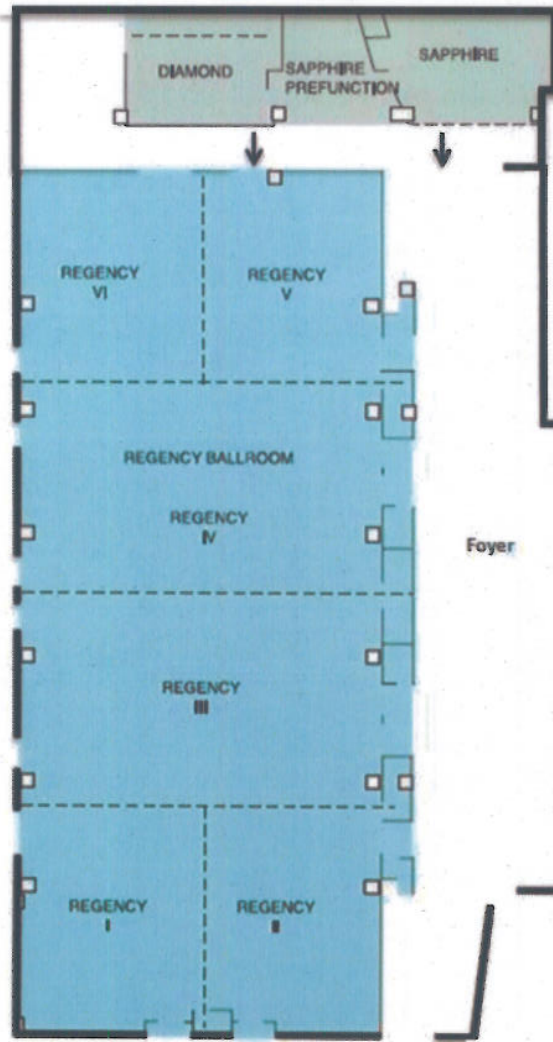 DIAMOND
SAPPHIRE
PREFUNCTION
SAPPHIRE
REGENCY
VI
REGENCY
V
REGENCY BALLROOM
REGENCY
IV
Foyer
REGENCY
III
REGENCY
I
REGENCY
II